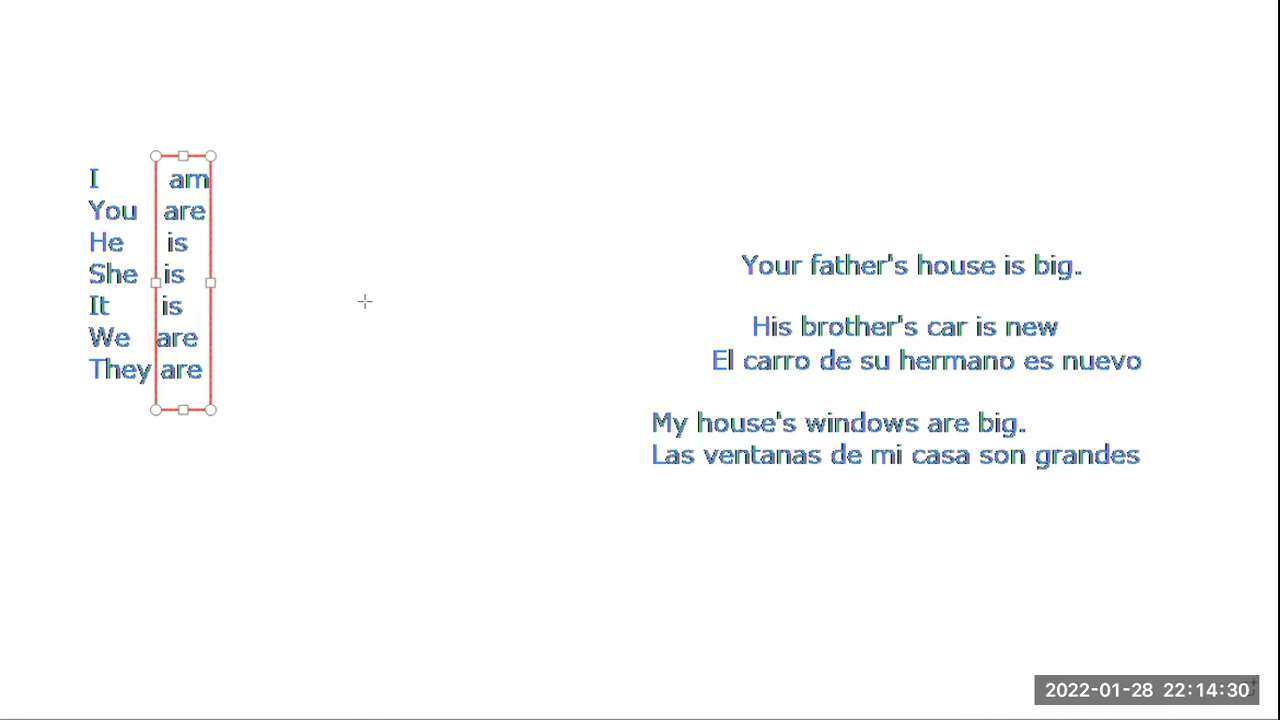 I am
You are
He is
She is
It is
We are
They are
Your father's house is big.
His brother's car is new
El carro de su hermano es nuevo
My house's windows are big.
Las ventanas de mi casa son grandes
2022-01-28 22:14:30